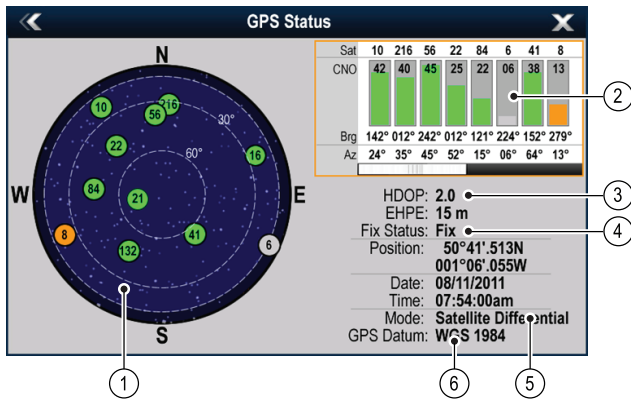 GPS Status
Sat 10 216 56 22 84 6 41 8
CNO 42 40 45 25 22 06 38 13
Brg 142° 012° 242° 012° 121° 224° 152° 279°
Az 24° 35° 45° 52° 15° 06° 64° 13°
N
10
216
56
30°
22
16
60°
84
W
21
E
8
41
6
132
S
HDOP: 2.0
EHPE: 15 m
Fix Status: Fix
Position: 50°41'.513N
001°06'.055W
Date: 08/11/2011
Time: 07:54:00am
Mode: Satellite Differential
GPS Datum: WGS 1984
2
3
4
1
6
5